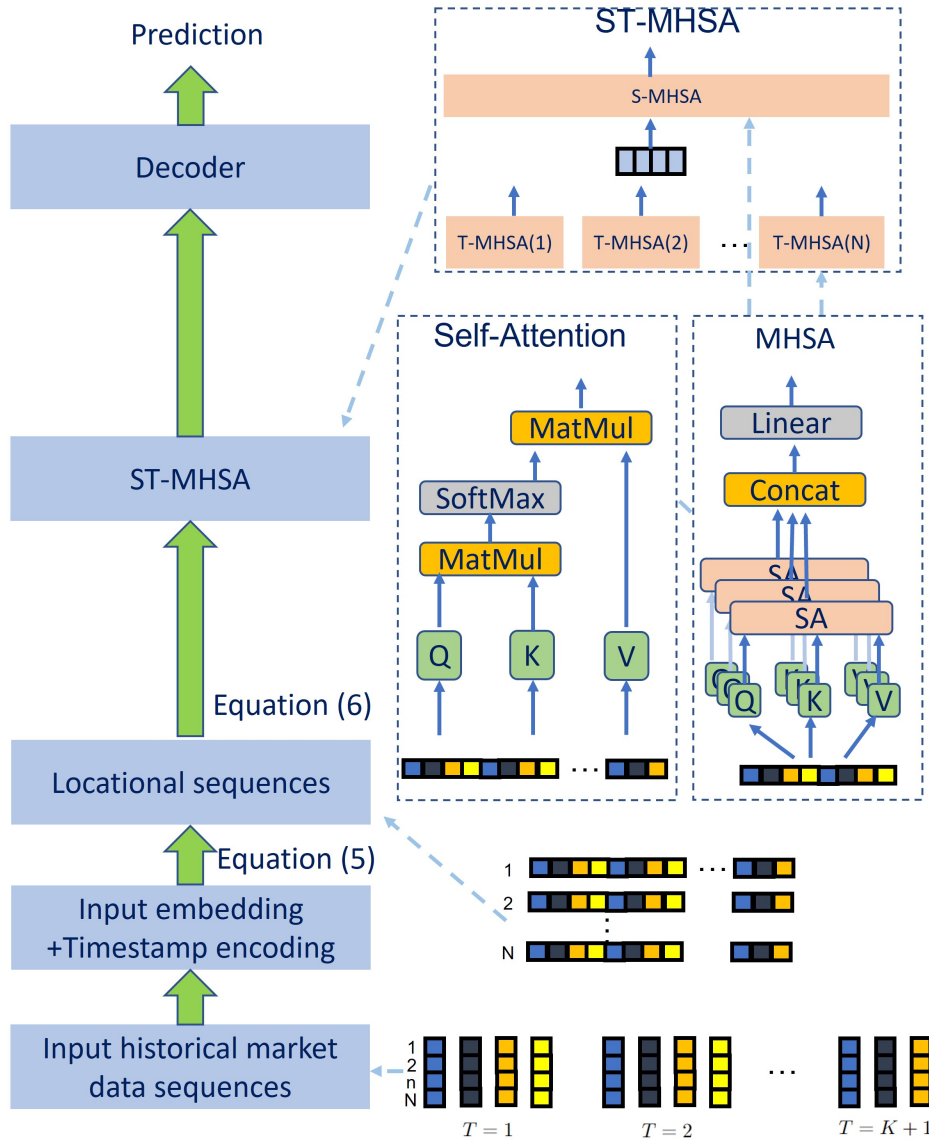 Prediction
Decoder
ST-MHSA
Equation (6)
Locational sequences
Equation (5)
Input embedding
+Timestamp encoding
Input historical market
data sequences
ST-MHSA
S-MHSA
T-MHSA(1)
T-MHSA(2)
...
T-MHSA(N)
Self-Attention
MatMul
SoftMax
MatMul
Q
K
V
...
MHSA
Linear
Concat
SA
SA
SA
Q
K
V
Q
K
V
Q
K
V
1
...
2
N
1
2
n
N
...
T = 1
T = 2
T = K + 1